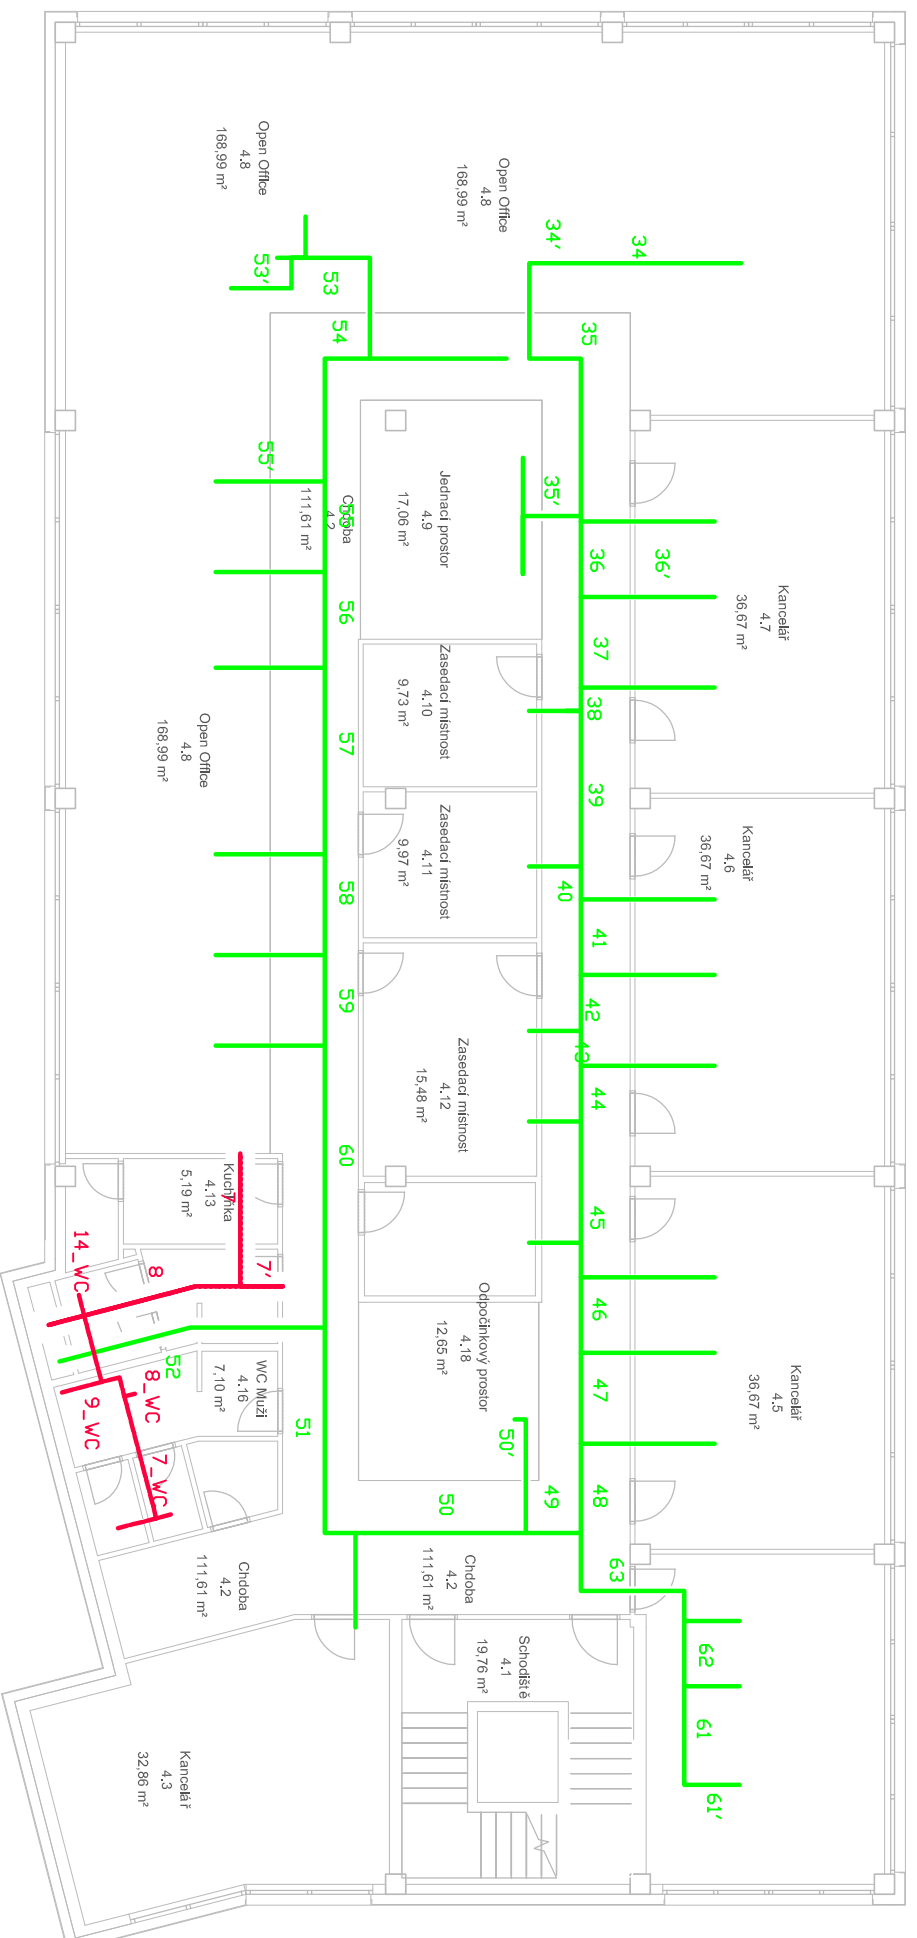 Open Office
4.8
168,99 m²
Open Office
4.8
168,99 m²
34'
34
53'
53
54
35
55'
Chdoba
4.2
111,61 m²
55
Jednací prostor
4.9
17,06 m²
35'
36
36'
Kancelář
4.7
36,67 m²
56
37
Zasedací místnost
4.10
9,73 m²
38
Open Office
4.8
168,99 m²
57
39
Zasedací místnost
4.11
9,97 m²
40
Kancelář
4.6
36,67 m²
58
41
59
42
43
Zasedací místnost
4.12
15,48 m²
44
60
Kuchňka
4.13
5,19 m²
7
7'
8
14_WC
45
46
Odpočinkový prostor
4.18
12,65 m²
52
WC Muži
4.16
7,10 m²
8_WC
9_WC
7_WC
47
Kancelář
4.5
36,67 m²
51
50'
50
49
48
63
Chdoba
4.2
111,61 m²
Chdoba
4.2
111,61 m²
Schodiště
4.1
19,76 m²
62
61
61'
Kancelář
4.3
32,86 m²